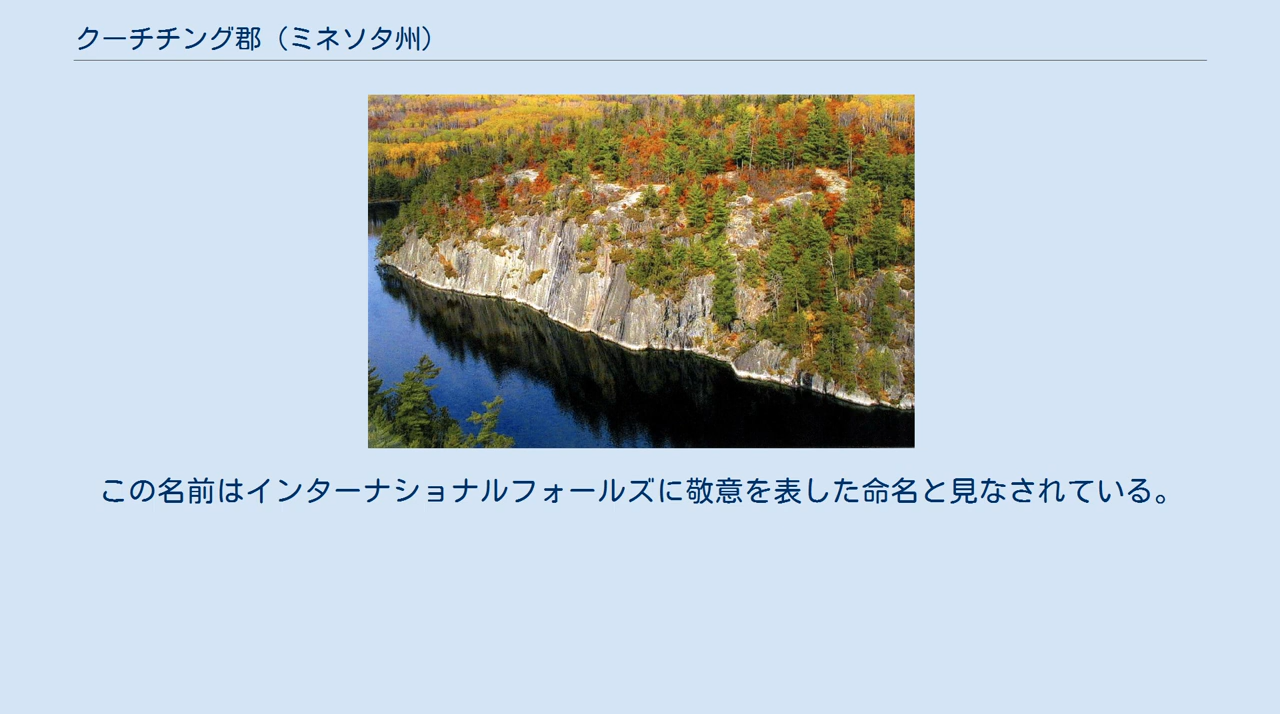 クーチチング郡（ミネソタ州）
この名前はインターナショナルフォールズに敬意を表した命名と見なされている。